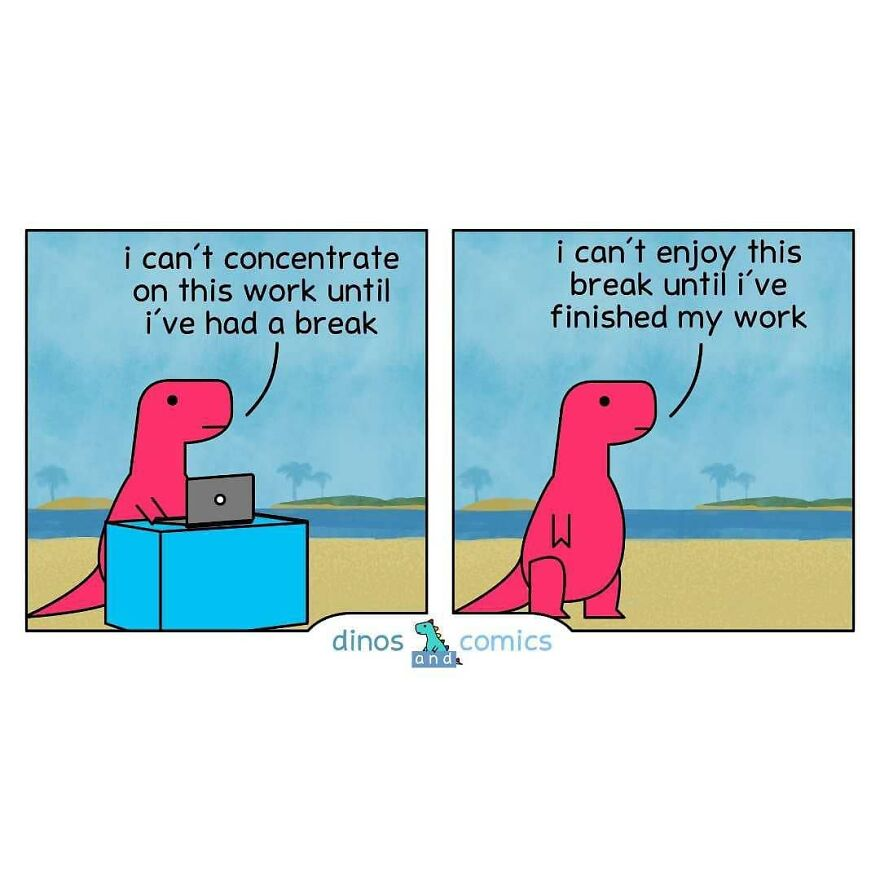 i can´t concentrate
on this work until
i´ve had a break
i can´t enjoy this
break until i´ve
finished my work
dinos and comics